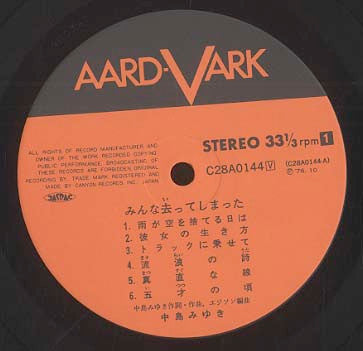 AARD-VARK
ALL RIGHTS OF RECORD MANUFACTURER AND
OWNER OF THE WORK RECORDED COPYING
PUBLIC PERFORMANCE, BROADCASTING OF
THESE RECORDS ARE FORBIDDEN, ORIGINAL
RECORDING BY, TRADE MARK REGISTERED AND
MADE BY CANYON RECORDS INC. JAPAN.
JASRAC
STEREO 33⅓ rpm 1
C28A0144 V (C28A0144-A)
Ⓟ'76. 10
みんな去ってしまった
1. 雨が空を捨てる日は
2. 彼女の生き方
3. トラックに乗せて
4. 流浪の詩
5. 真直な線
6. 五才の頃
中島みゆき作詞・作曲、エジソン編曲
中島みゆき